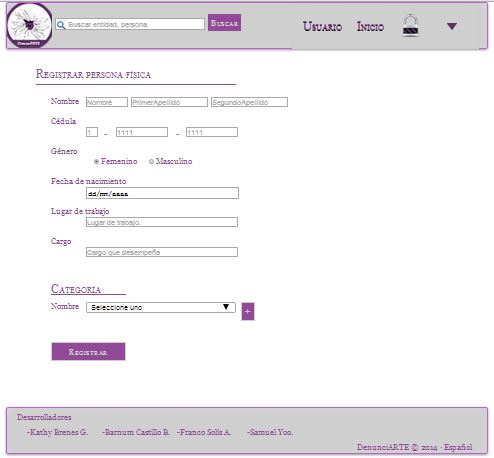 DenunciARTE
Buscar entidad, persona. Buscar Usuario Inicio
Registrar persona física
Nombre Nombre PrimerApellido SegundoApellido
Cédula
1 - 1111 - 1111
Género
Femenino Masculino
Fecha de nacimiento
dd/mm/aaaa
Lugar de trabajo
Lugar de trabajo.
Cargo
Cargo que desempeña
Categoria
Nombre Seleccione uno +
Registrar
Desarrolladores
-Kathy Brenes G. -Barnum Castillo B. -Franco Solis A. -Samuel Yoo.
DenunciARTE © 2014 - Español